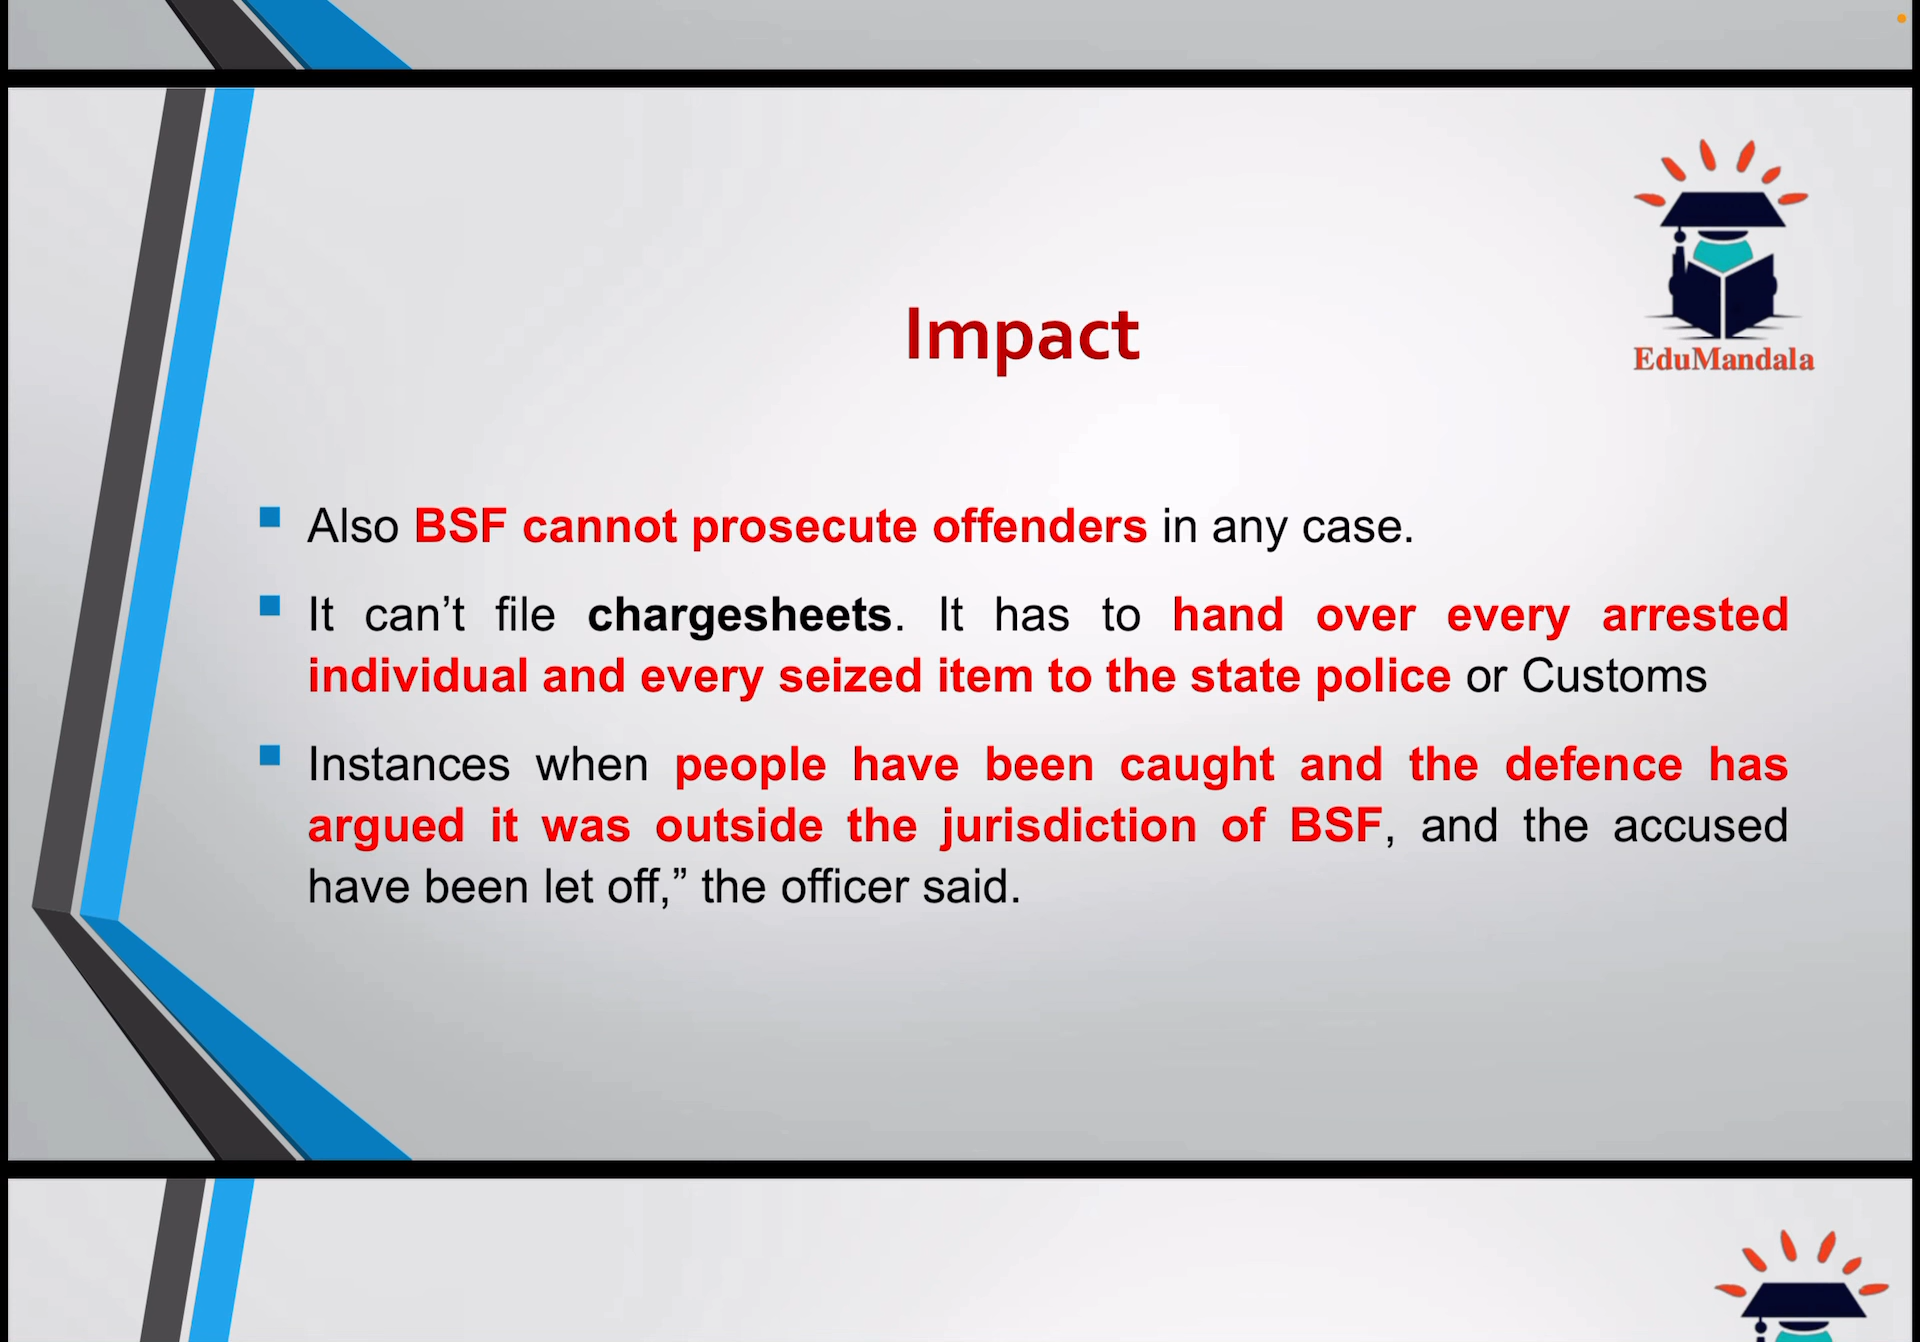 EduMandala
Impact
Also BSF cannot prosecute offenders in any case.
It can’t file chargesheets. It has to hand over every arrested
individual and every seized item to the state police or Customs
Instances when people have been caught and the defence has
argued it was outside the jurisdiction of BSF, and the accused
have been let off,” the officer said.